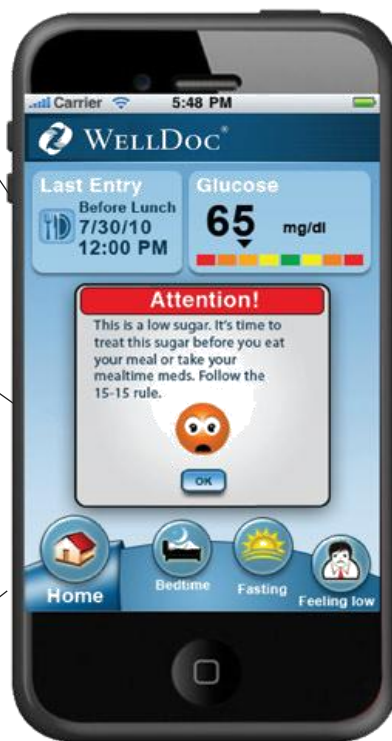 Carrier 5:48 PM
WELLDOC®
Last Entry
Before Lunch
7/30/10
12:00 PM
Glucose
65 mg/dl
Attention!
This is a low sugar. It's time to
treat this sugar before you eat
your meal or take your
mealtime meds. Follow the
15-15 rule.
OK
Home
Bedtime
Fasting
Feeling low